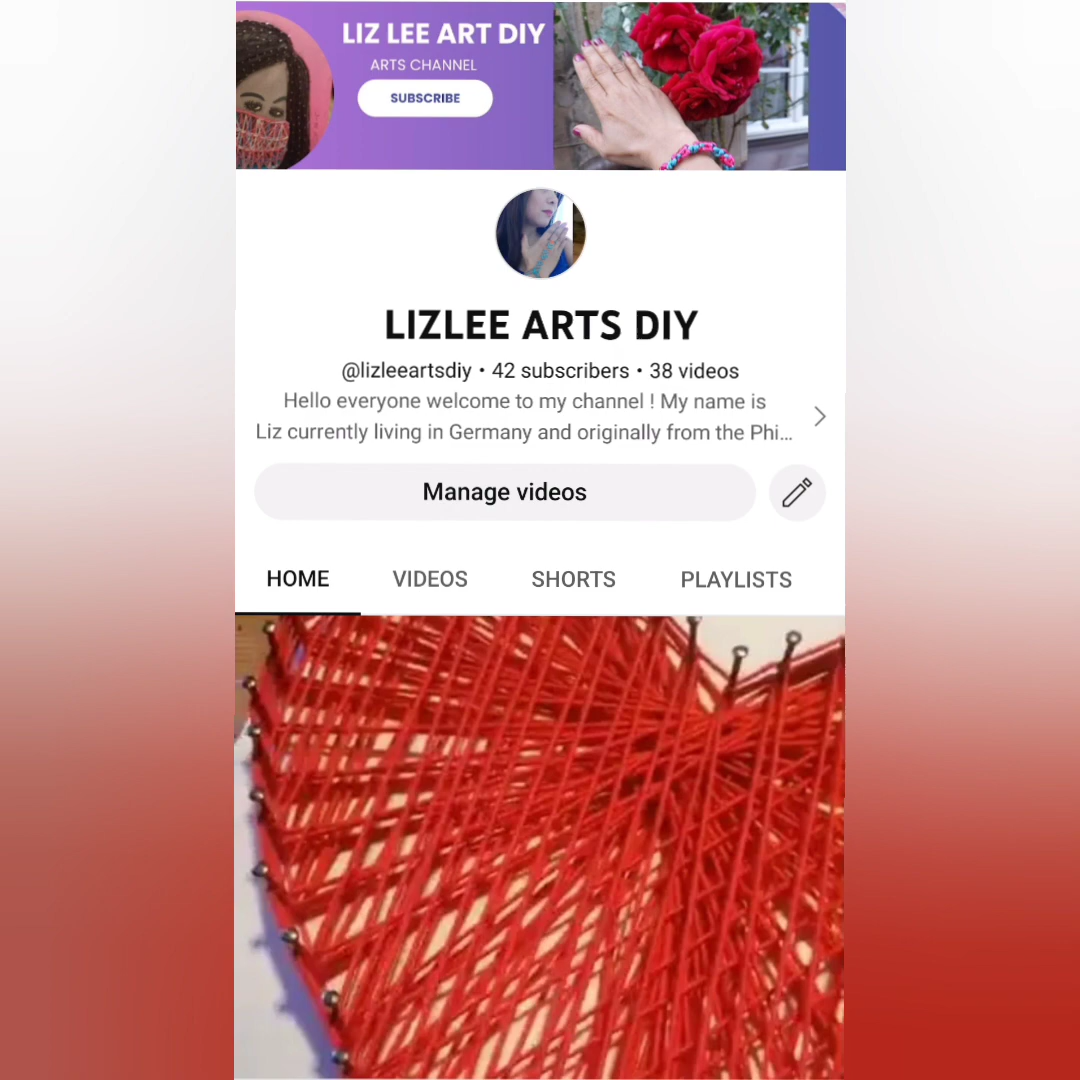 LIZ LEE ART DIY
ARTS CHANNEL
SUBSCRIBE
LIZLEE ARTS DIY
@lizleeartsdiy • 42 subscribers • 38 videos
Hello everyone welcome to my channel ! My name is
Liz currently living in Germany and originally from the Phi...
Manage videos
HOME VIDEOS SHORTS PLAYLISTS